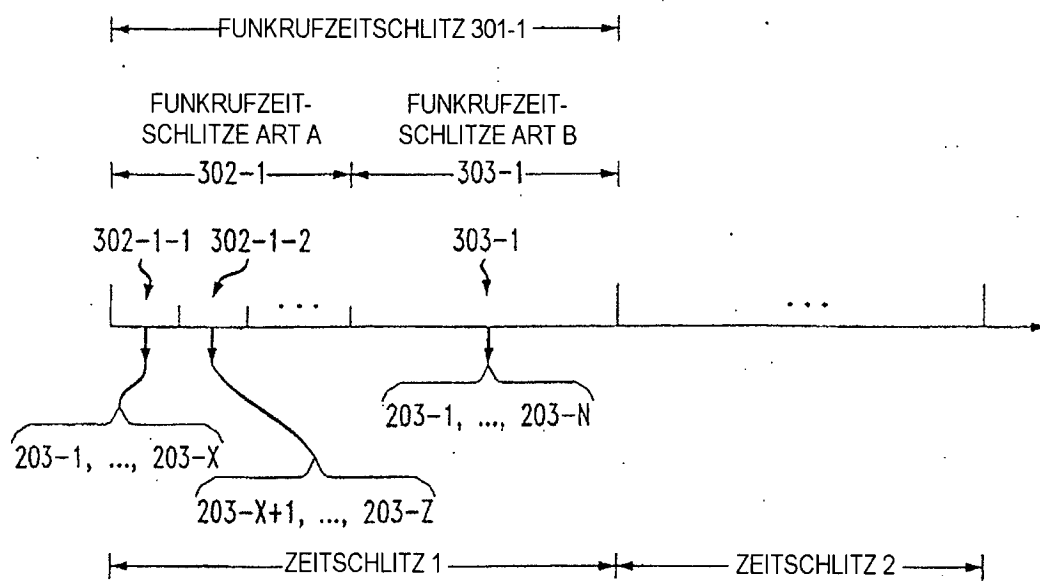 FUNKRUFZEITSCHLITZ 301-1
FUNKRUFZEIT-
SCHLITZE ART A
302-1
FUNKRUFZEIT-
SCHLITZE ART B
303-1
302-1-1 302-1-2 303-1
... ...
203-1, ..., 203-X
203-X+1, ..., 203-Z
203-1, ..., 203-N
ZEITSCHLITZ 1 ZEITSCHLITZ 2